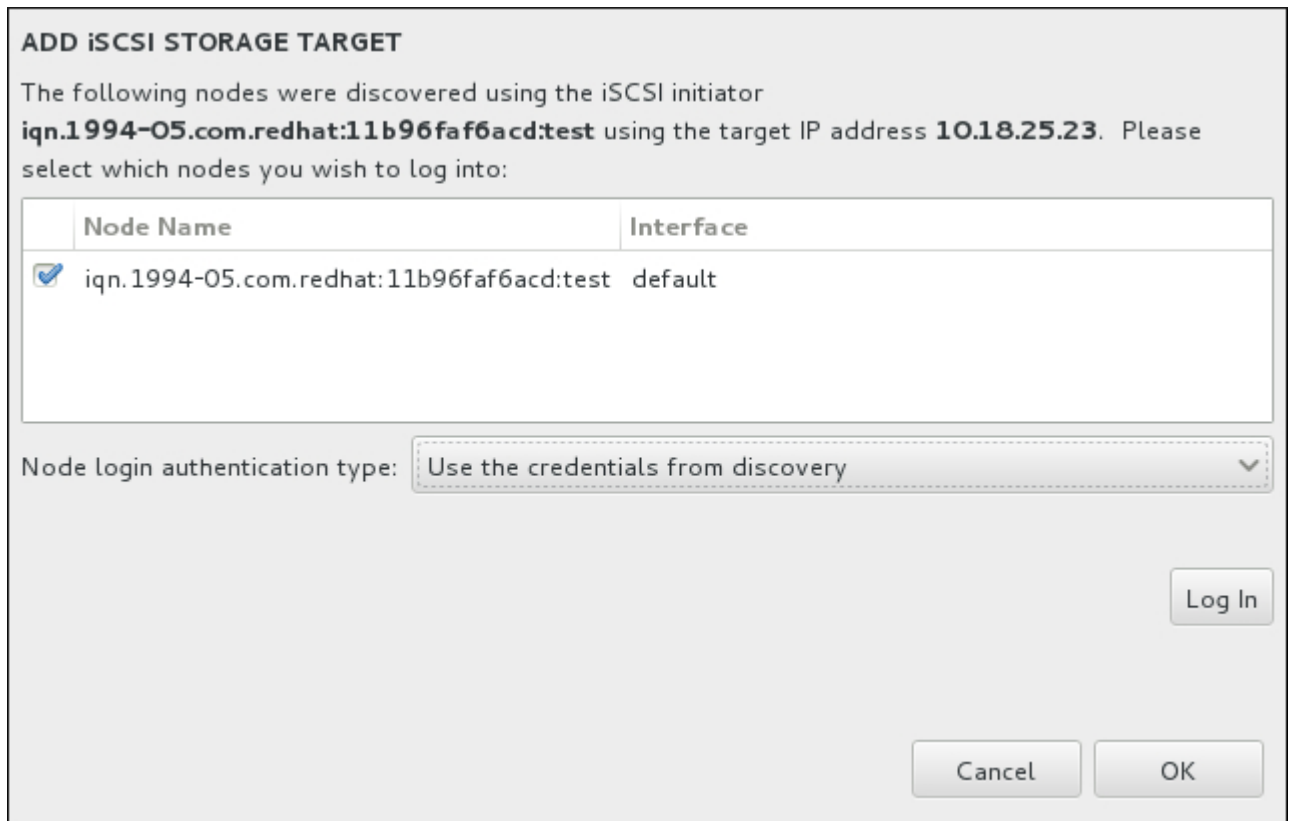 ADD iSCSI STORAGE TARGET
The following nodes were discovered using the iSCSI initiator
iqn.1994-05.com.redhat:11b96faf6acd:test using the target IP address 10.18.25.23. Please
select which nodes you wish to log into:
Node Name Interface
iqn.1994-05.com.redhat:11b96faf6acd:test default
Node login authentication type: Use the credentials from discovery
Log In
Cancel OK